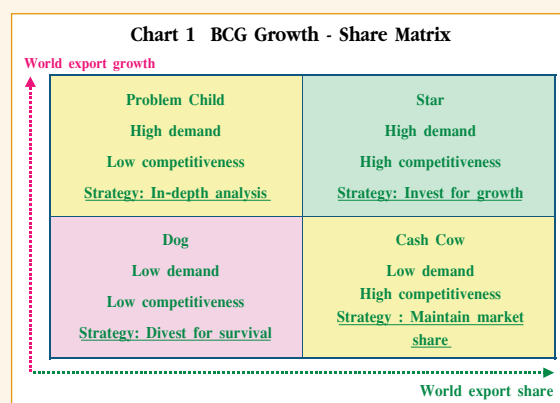 Chart 1 BCG Growth - Share Matrix
World export growth
Problem Child
High demand
Low competitiveness
Strategy: In-depth analysis
Star
High demand
High competitiveness
Strategy: Invest for growth
Dog
Low demand
Low competitiveness
Strategy: Divest for survival
Cash Cow
Low demand
High competitiveness
Strategy : Maintain market
share
World export share